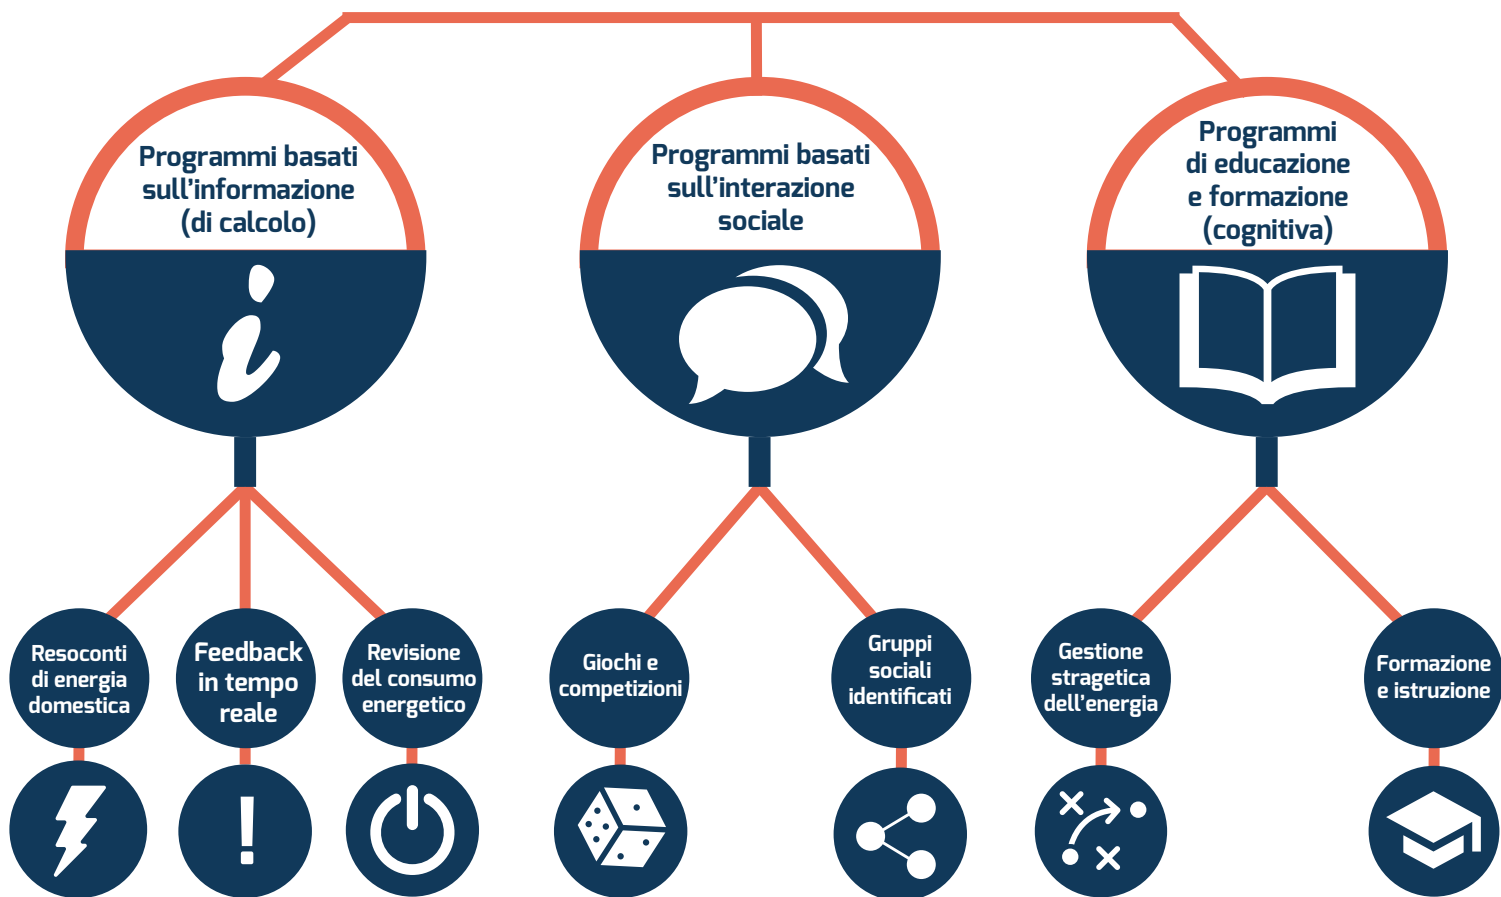 Programmi basati
sull'informazione
(di calcolo)
Programmi basati
sull'interazione
sociale
Programmi
di educazione
e formazione
(cognitiva)
Resoconti
di energia
domestica
Feedback
in tempo
reale
Revisione
del consumo
energetico
Giochi e
competizioni
Gruppi
sociali
identificati
Gestione
stragetica
dell'energia
Formazione
e istruzione